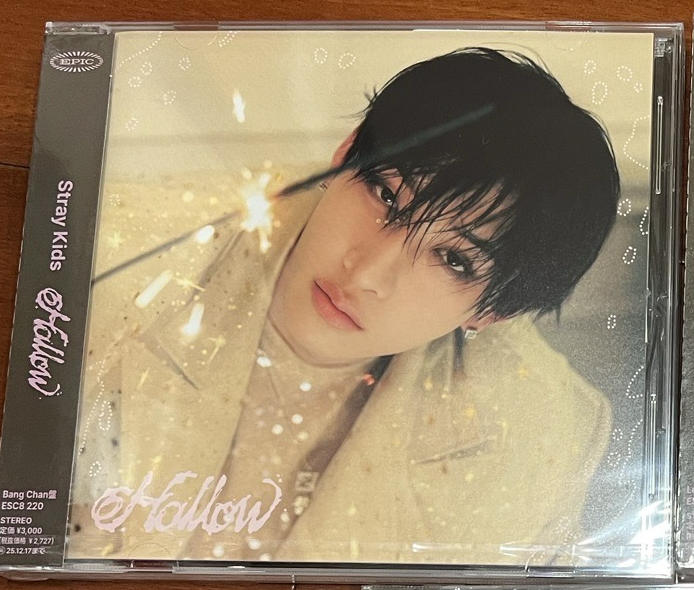 EPIC
Stray Kids Hallow
Bang Chan盤
ESC8 220
STEREO
定価 ¥3,000
(税抜価格 ¥2,727)
25.12.17まで
Hallow